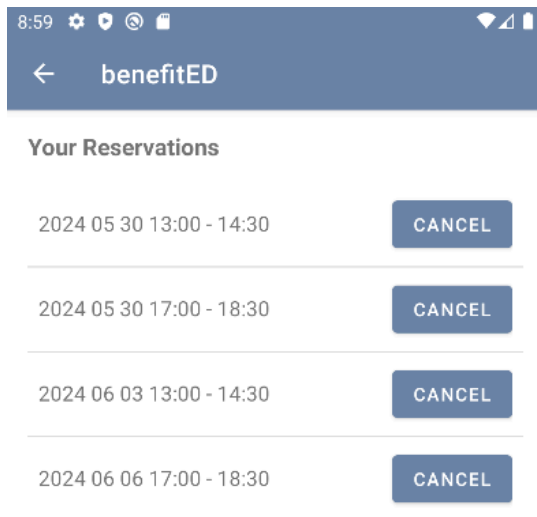 8:59
benefitED
Your Reservations
2024 05 30 13:00 - 14:30 CANCEL
2024 05 30 17:00 - 18:30 CANCEL
2024 06 03 13:00 - 14:30 CANCEL
2024 06 06 17:00 - 18:30 CANCEL